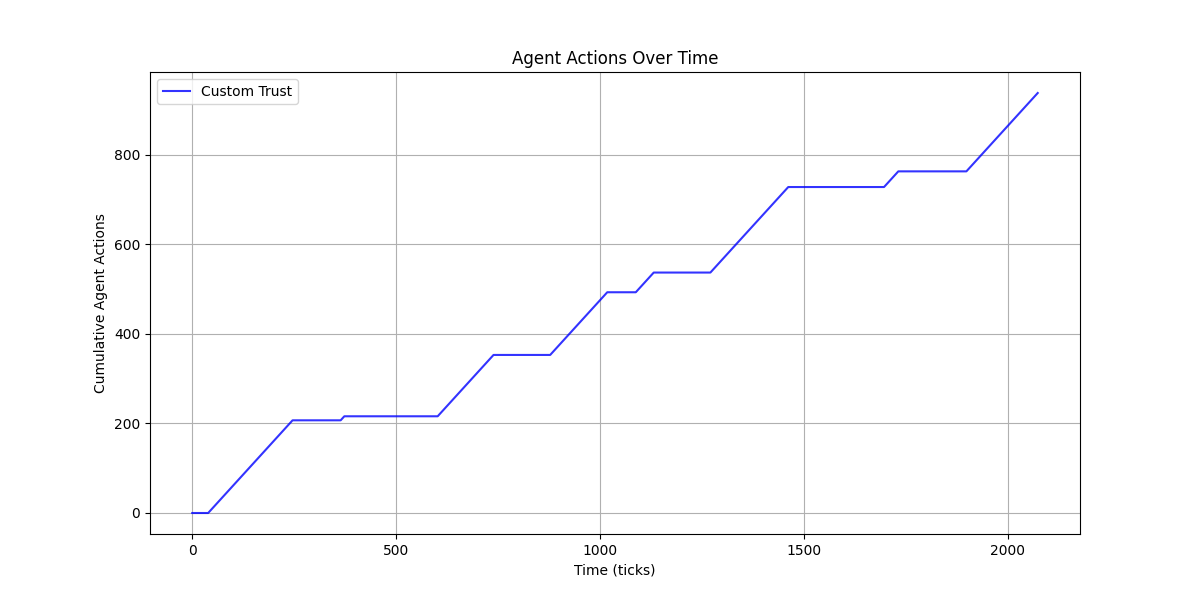 Agent Actions Over Time
Custom Trust
Cumulative Agent Actions
800
600
400
200
0
0 500 1000 1500 2000
Time (ticks)